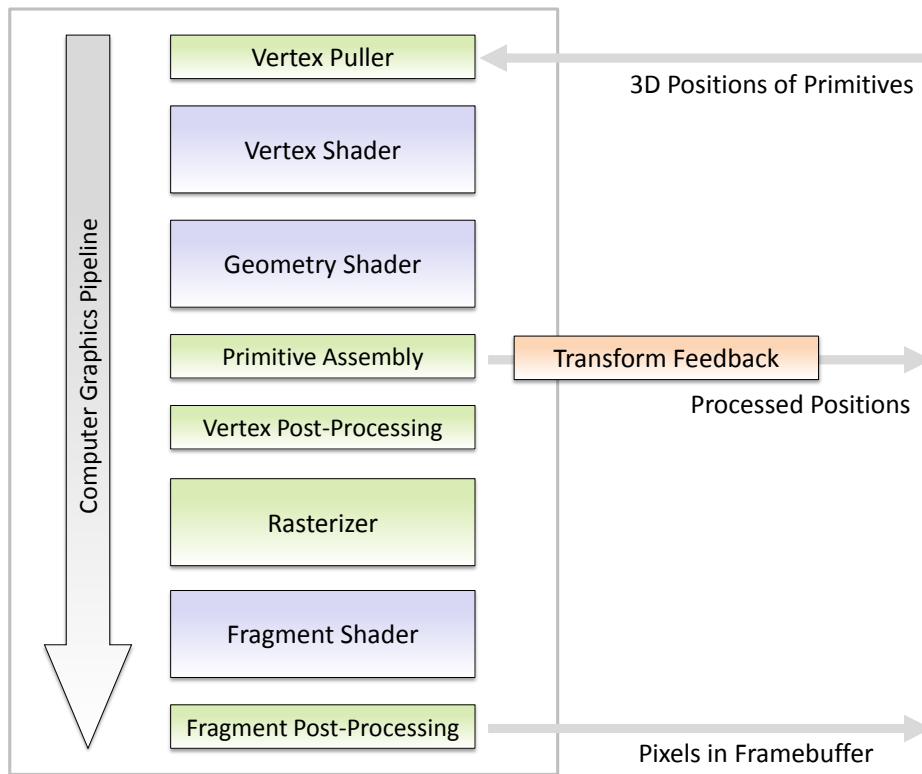 Vertex Puller
3D Positions of Primitives
Vertex Shader
Geometry Shader
Computer Graphics Pipeline
Primitive Assembly
Transform Feedback
Processed Positions
Vertex Post-Processing
Rasterizer
Fragment Shader
Fragment Post-Processing
Pixels in Framebuffer